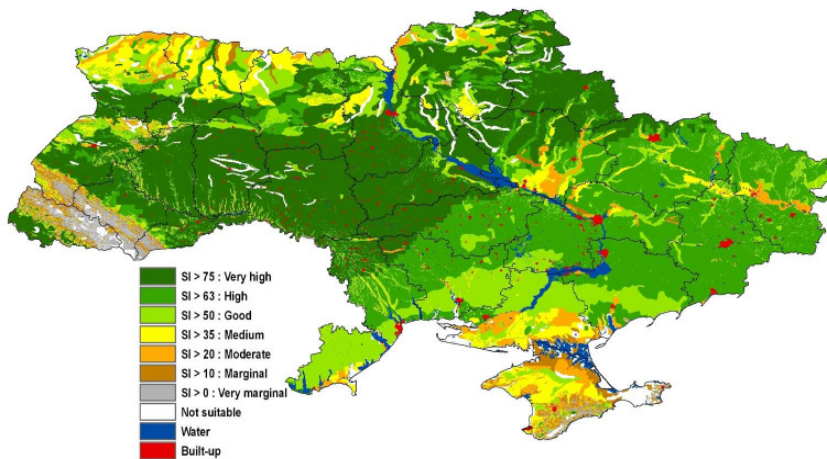 SI > 75 : Very high
SI > 63 : High
SI > 50 : Good
SI > 35 : Medium
SI > 20 : Moderate
SI > 10 : Marginal
SI > 0 : Very marginal
Not suitable
Water
Built-up